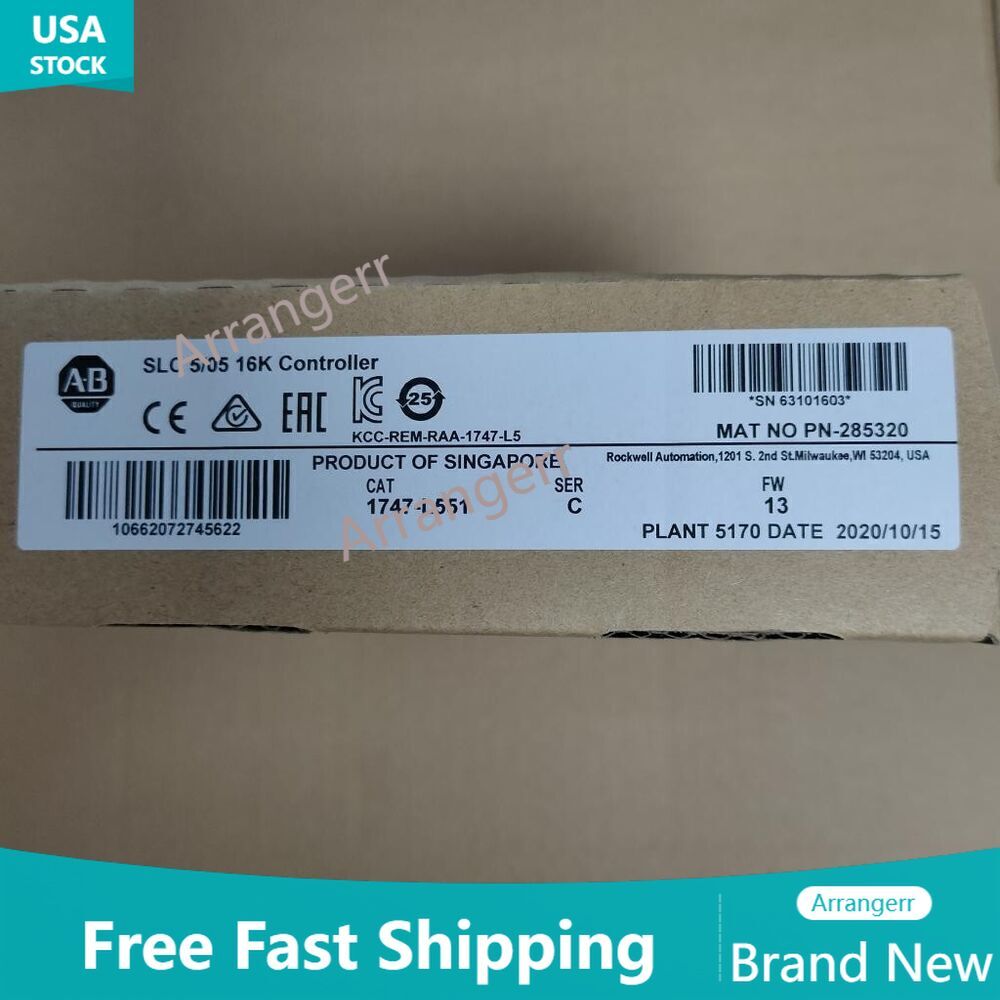 USA
STOCK
Arrangerr
A·B
QUALITY
SLC 5/05 16K Controller
*SN 63101603*
CE
EAC
25
KCC-REM-RAA-1747-L5
MAT NO PN-285320
PRODUCT OF SINGAPORE
Rockwell Automation,1201 S. 2nd St.Milwaukee,WI 53204, USA
CAT
SER
FW
1747-L551
C
13
10662072745622
PLANT 5170 DATE 2020/10/15
Arrangerr
Arrangerr
Free Fast Shipping
Brand New